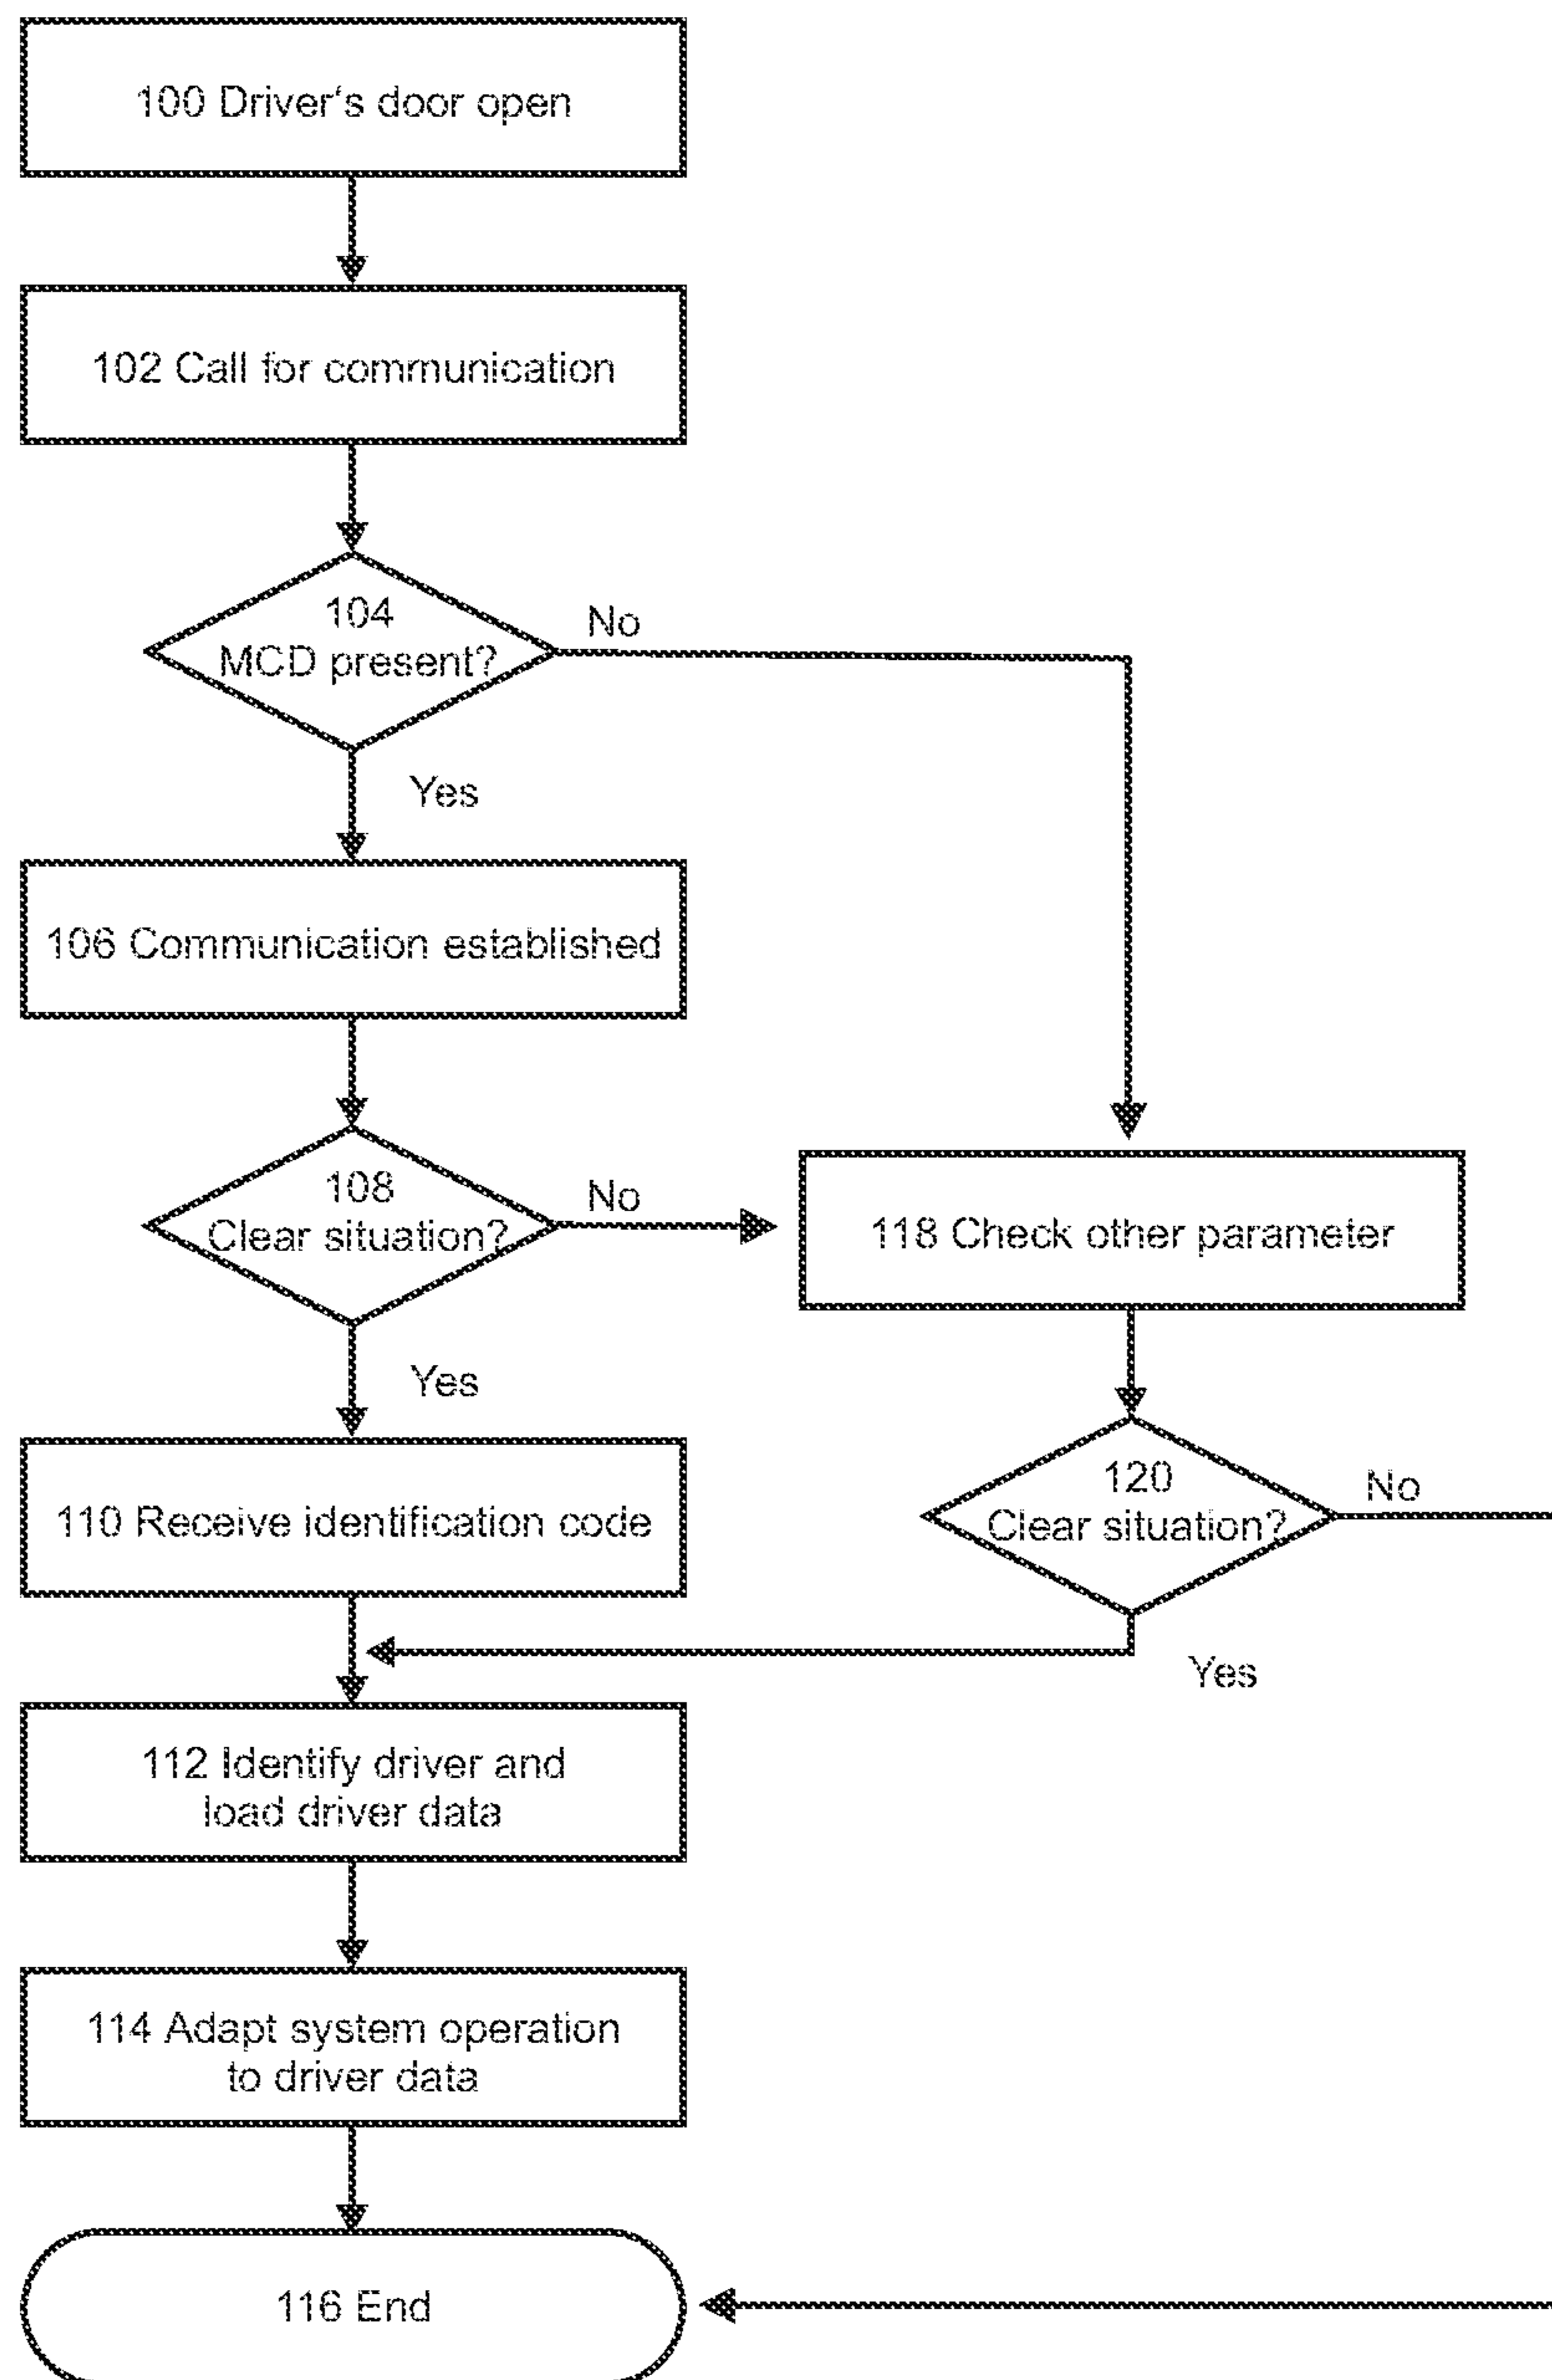 100 Driver‘s door open
102 Call for communication
104
MCD present?
No
Yes
106 Communication established
108
Clear situation?
No
118 Check other parameter
Yes
110 Receive identification code
120
Clear situation?
No
Yes
112 Identify driver and
load driver data
114 Adapt system operation
to driver data
116 End